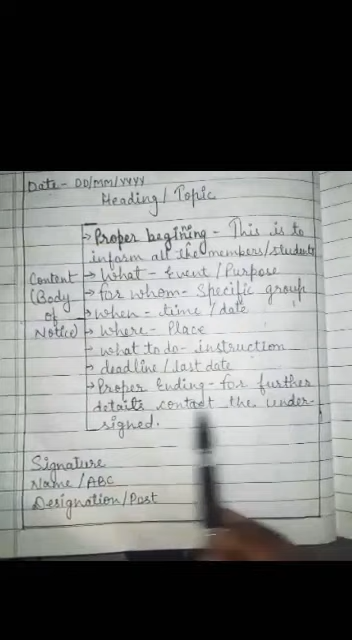 Date - DD/MM/YYYY
Heading/Topic
→ Proper begining - This is to
inform all the members/students
Content → What - Event/Purpose
(Body → for whom - Specific group
of → when - time/date
Notice) → where - Place
- what to do - instruction
- deadline/last date
→ Proper Ending - for further
details contact the under-
signed.
Signature
Name/ABC
Designation/Post